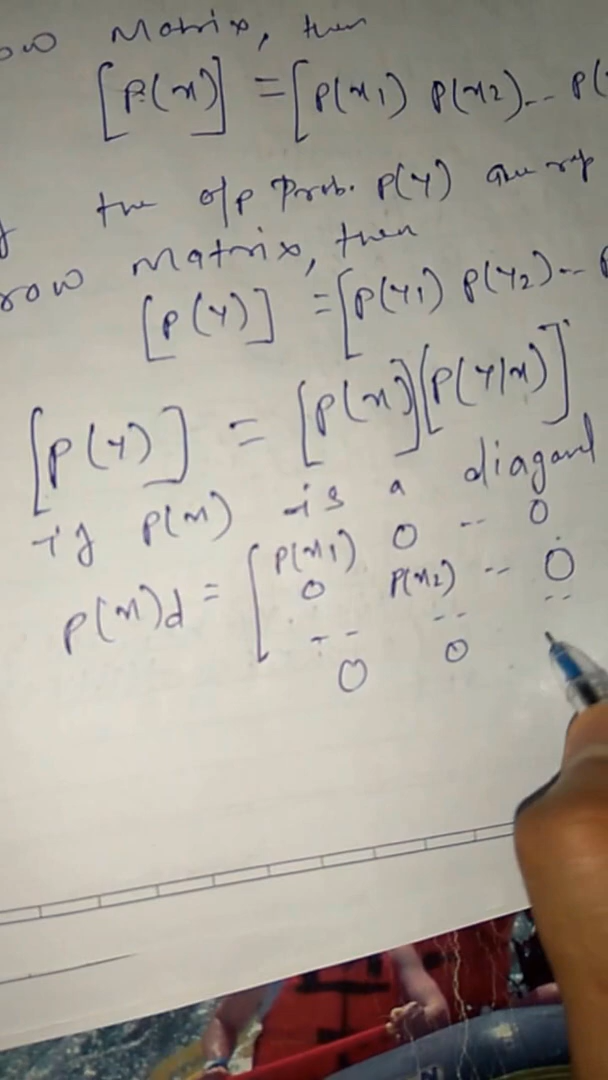 ow Matrix, then
[P(x)] = [P(x1) P(x2)-- P(
the o/p Prob. P(Y) are rep
row Matrix, then
[P(Y)] = [P(Y1) P(Y2)-- P
[P(Y)] = [P(x)][P(Y/x)]
if P(x) is a diagonal
P(x)d = [P(x1) 0 -- 0
0 P(x2) -- 0
-- -- --
0 0